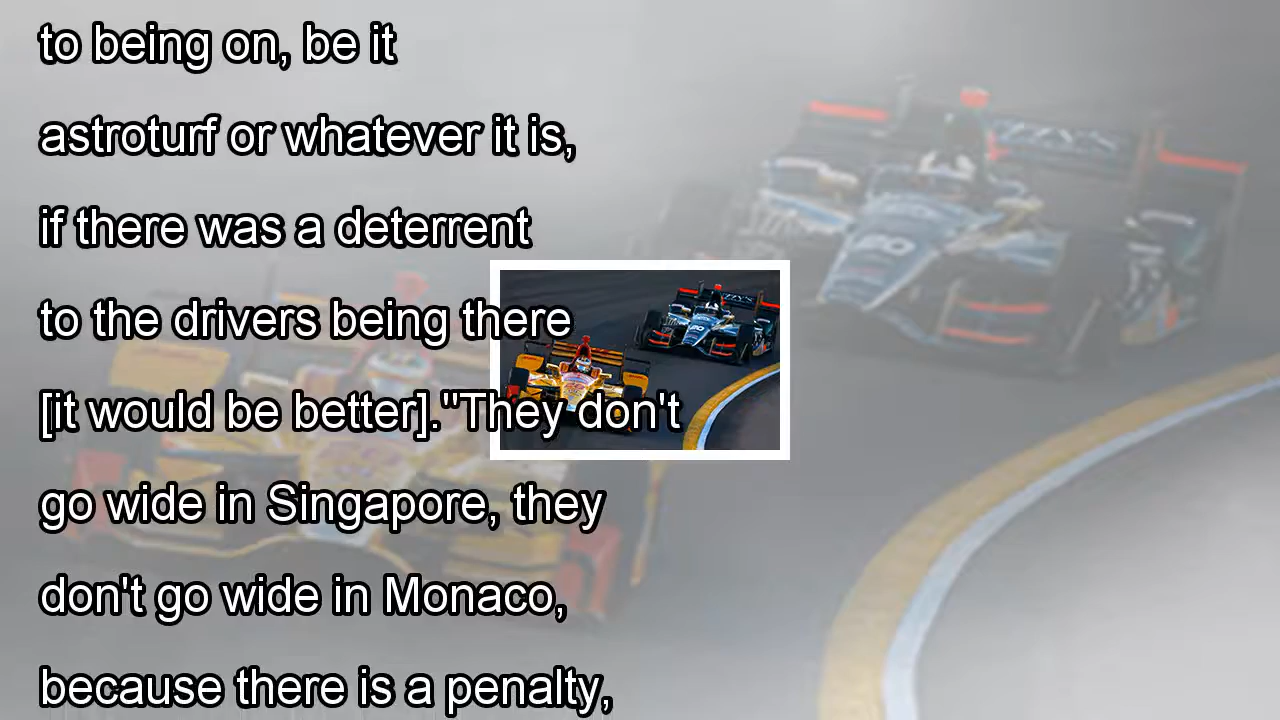 to being on, be it
astroturf or whatever it is,
if there was a deterrent
to the drivers being there
[it would be better]."They don't
go wide in Singapore, they
don't go wide in Monaco,
because there is a penalty,
20